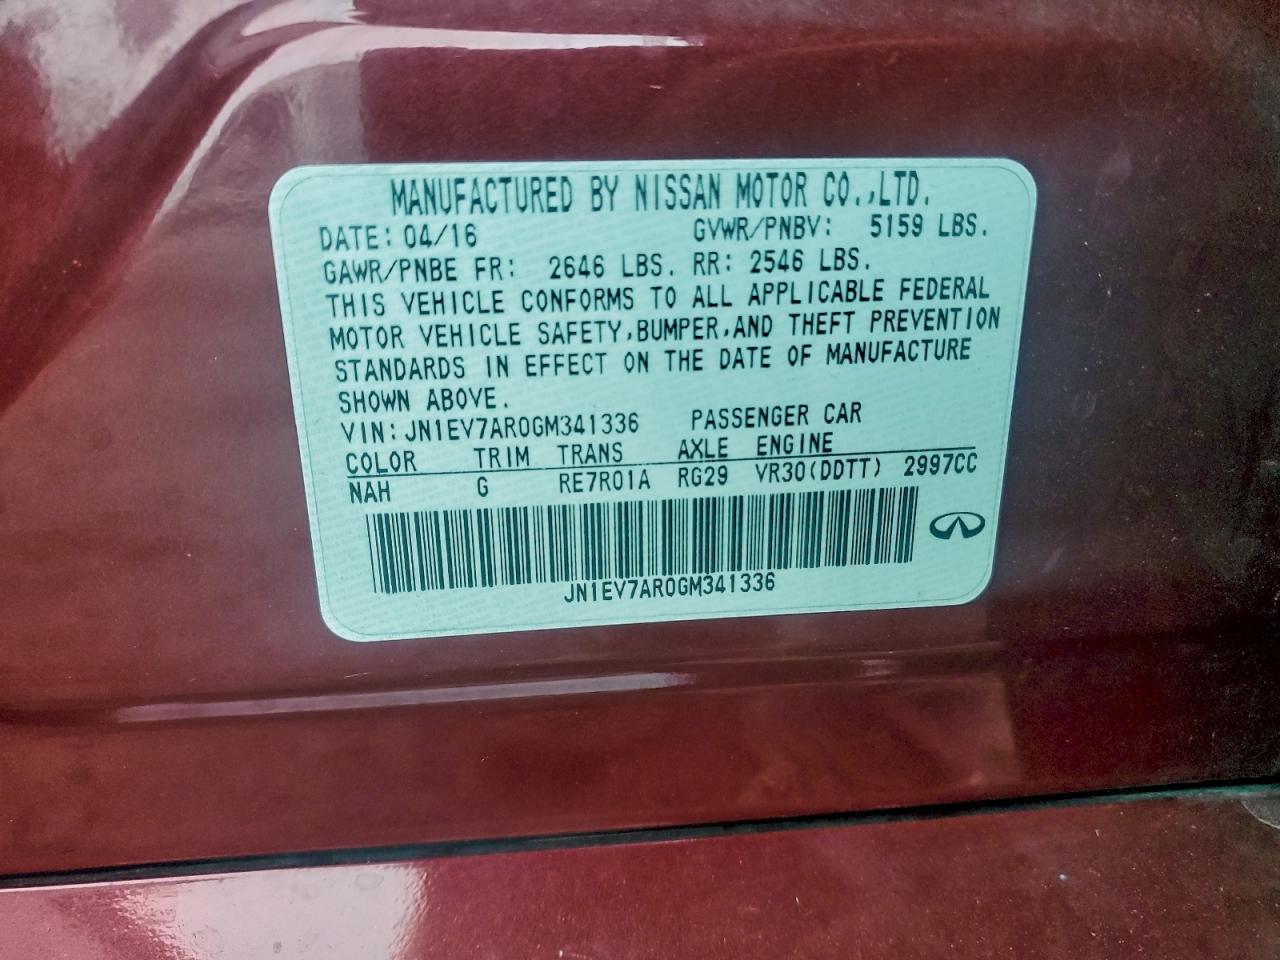 MANUFACTURED BY NISSAN MOTOR CO.,LTD.
DATE: 04/16 GVWR/PNBV: 5159 LBS.
GAWR/PNBE FR: 2646 LBS. RR: 2546 LBS.
THIS VEHICLE CONFORMS TO ALL APPLICABLE FEDERAL
MOTOR VEHICLE SAFETY,BUMPER,AND THEFT PREVENTION
STANDARDS IN EFFECT ON THE DATE OF MANUFACTURE
SHOWN ABOVE.
VIN:JN1EV7AR0GM341336 PASSENGER CAR
COLOR TRIM TRANS AXLE ENGINE
NAH G RE7R01A RG29 VR30(DDTT) 2997CC
JN1EV7AR0GM341336